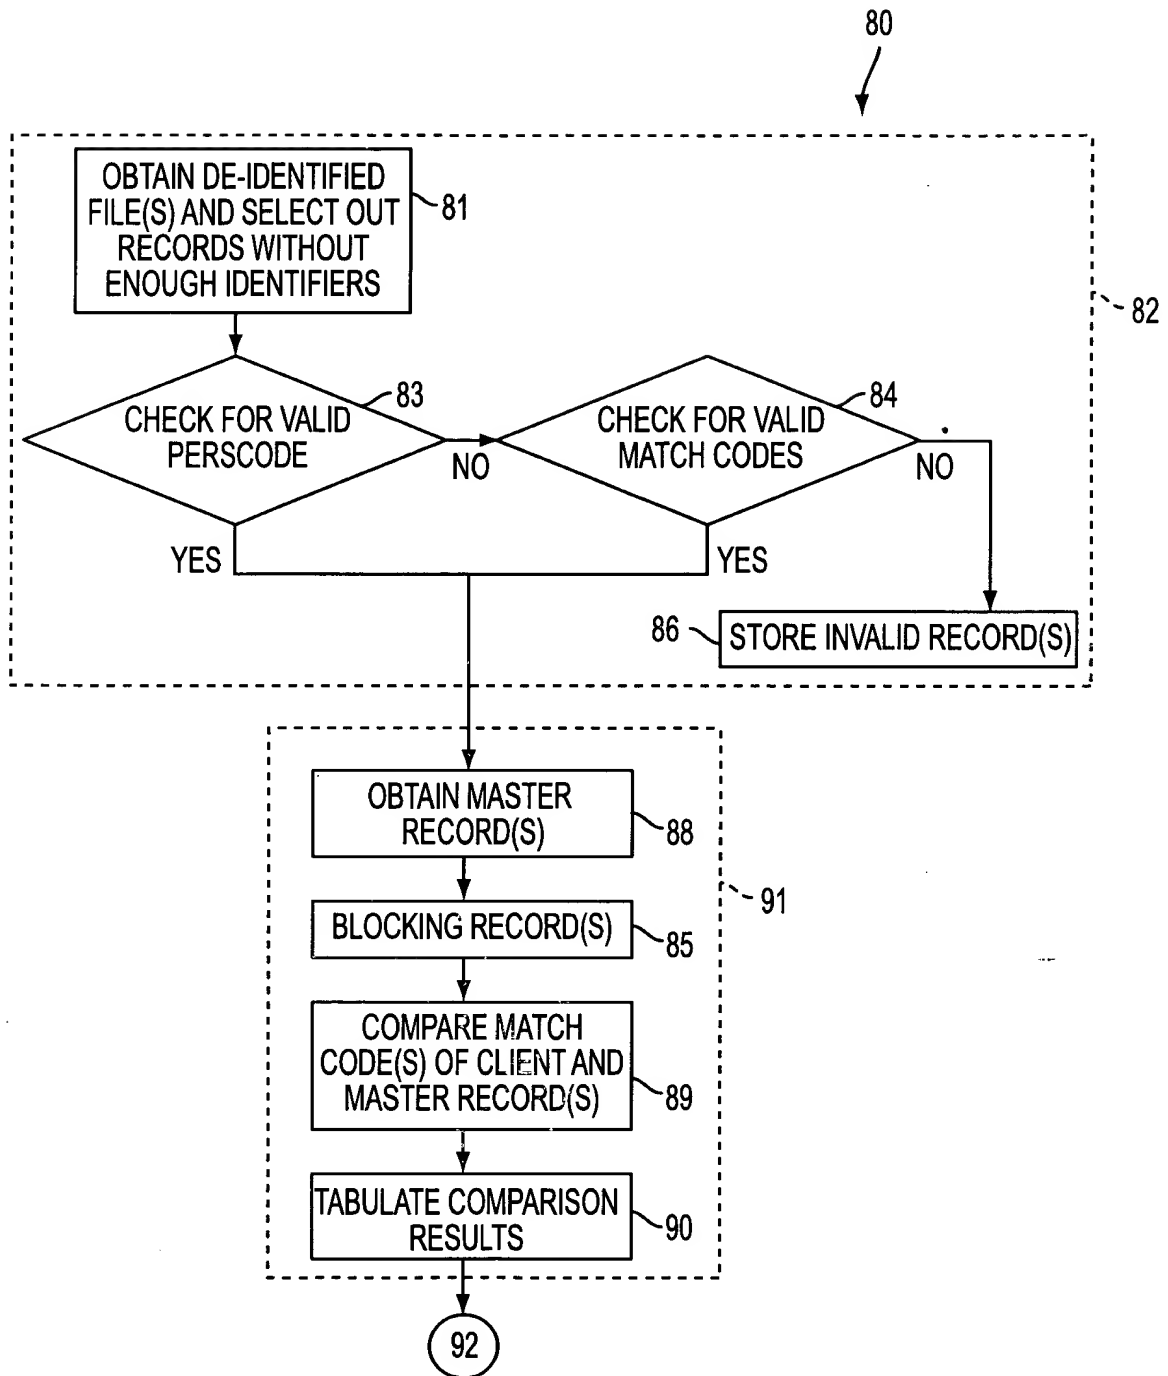 80
OBTAIN DE-IDENTIFIED
FILE(S) AND SELECT OUT
RECORDS WITHOUT
ENOUGH IDENTIFIERS
81
82
CHECK FOR VALID
PERSCODE
83
NO
YES
CHECK FOR VALID
MATCH CODES
84
NO
YES
86
STORE INVALID RECORD(S)
OBTAIN MASTER
RECORD(S)
88
91
BLOCKING RECORD(S)
85
COMPARE MATCH
CODE(S) OF CLIENT AND
MASTER RECORD(S)
89
TABULATE COMPARISON
RESULTS
90
92